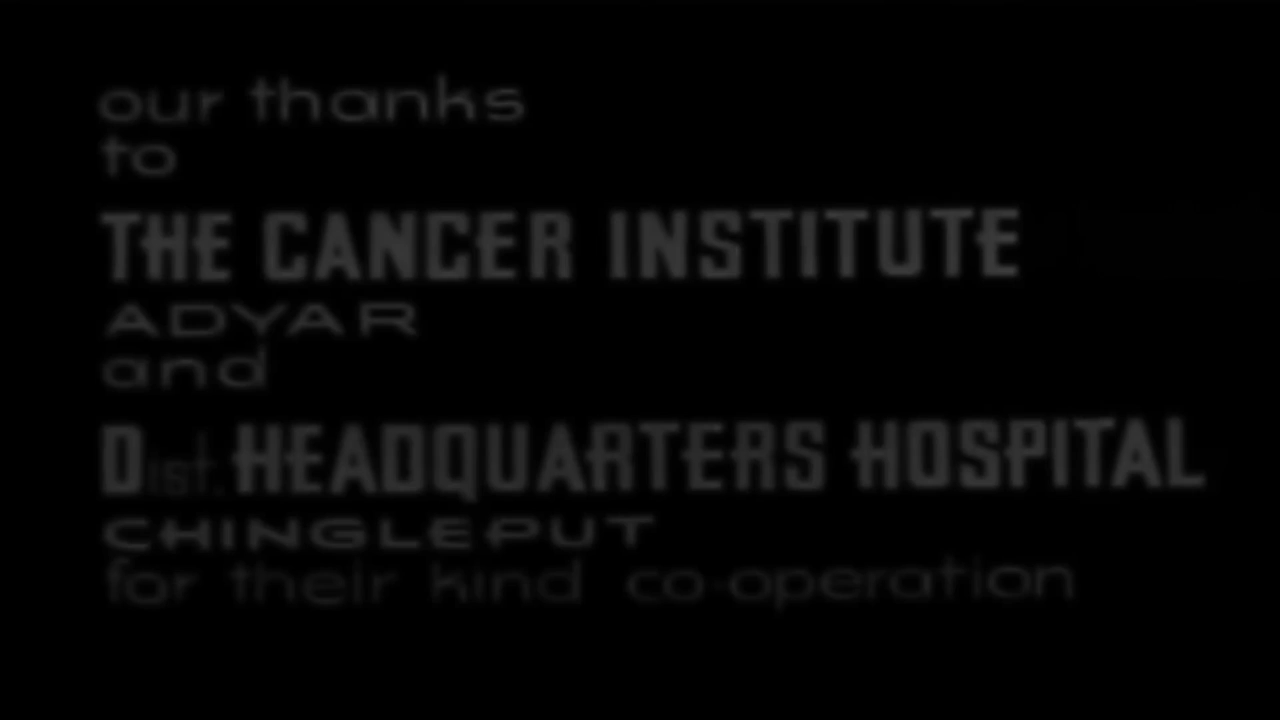 our thanks
to
THE CANCER INSTITUTE
ADYAR
and
Dist. HEADQUARTERS HOSPITAL
CHINGLEPUT
for their kind co-operation